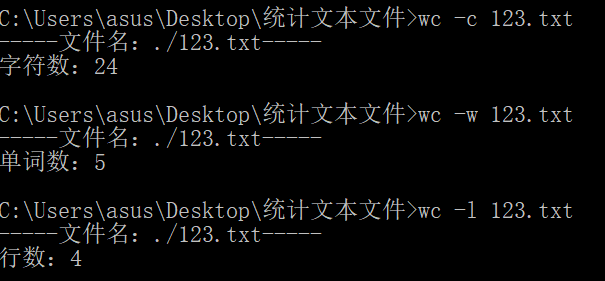 C:\Users\asus\Desktop\统计文本文件>wc -c 123.txt
-----文件名：./123.txt-----
字符数：24
C:\Users\asus\Desktop\统计文本文件>wc -w 123.txt
-----文件名：./123.txt-----
单词数：5
C:\Users\asus\Desktop\统计文本文件>wc -l 123.txt
-----文件名：./123.txt-----
行数：4